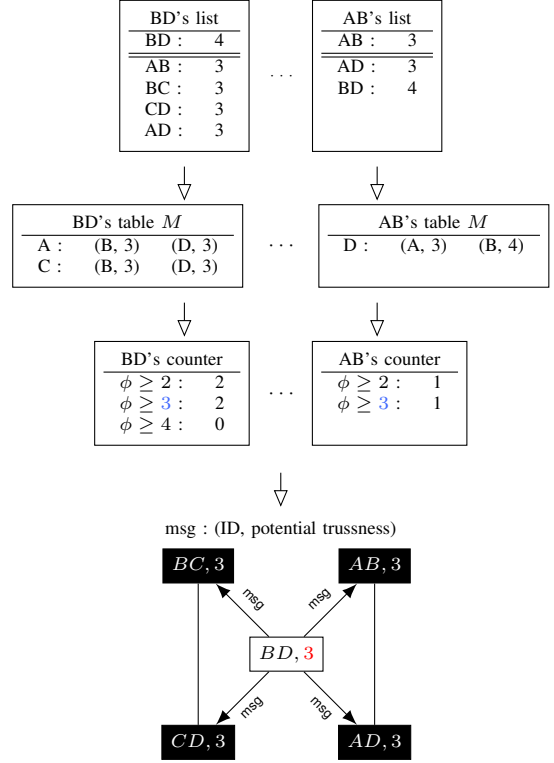 BD's list
BD : 4
AB : 3
BC : 3
CD : 3
AD : 3
. . .
AB's list
AB : 3
AD : 3
BD : 4
BD's table M
A : (B, 3) (D, 3)
C : (B, 3) (D, 3)
. . .
AB's table M
D : (A, 3) (B, 4)
BD's counter
ϕ ≥ 2 : 2
ϕ ≥ 3 : 2
ϕ ≥ 4 : 0
. . .
AB's counter
ϕ ≥ 2 : 1
ϕ ≥ 3 : 1
msg : (ID, potential trussness)
BC, 3
AB, 3
msg
msg
BD, 3
msg
msg
CD, 3
AD, 3